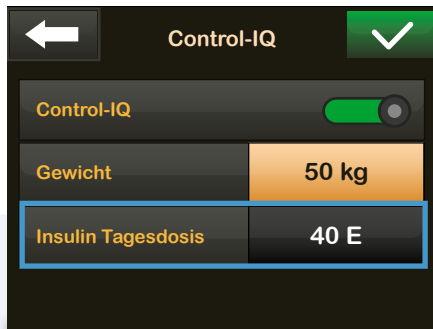 Control-IQ
Control-IQ
Gewicht 50 kg
Insulin Tagesdosis 40 E